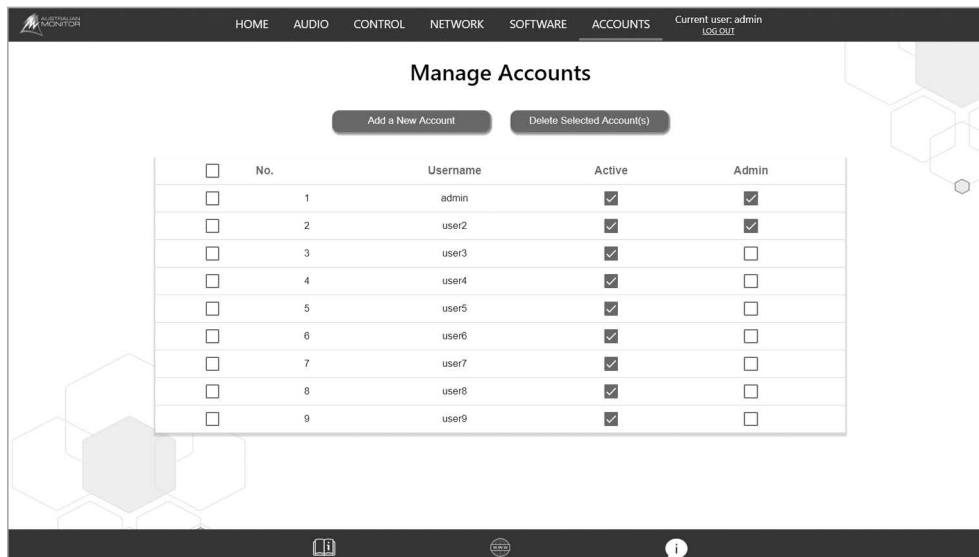 AUSTRALIAN
MONITOR
HOME AUDIO CONTROL NETWORK SOFTWARE ACCOUNTS Current user: admin
LOG OUT
Manage Accounts
Add a New Account Delete Selected Account(s)
No. Username Active Admin
1 admin
2 user2
3 user3
4 user4
5 user5
6 user6
7 user7
8 user8
9 user9
i WWW i